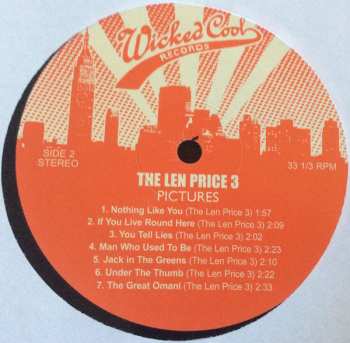 Wicked Cool
RECORDS
SIDE 2
STEREO
33 1/3 RPM
THE LEN PRICE 3
PICTURES
1. Nothing Like You (The Len Price 3) 1:57
2. If You Live Round Here (The Len Price 3) 2:09
3. You Tell Lies (The Len Price 3) 2:02
4. Man Who Used To Be (The Len Price 3) 2:23
5. Jack in The Greens (The Len Price 3) 2:10
6. Under The Thumb (The Len Price 3) 2:22
7. The Great Omani (The Len Price 3) 2:33